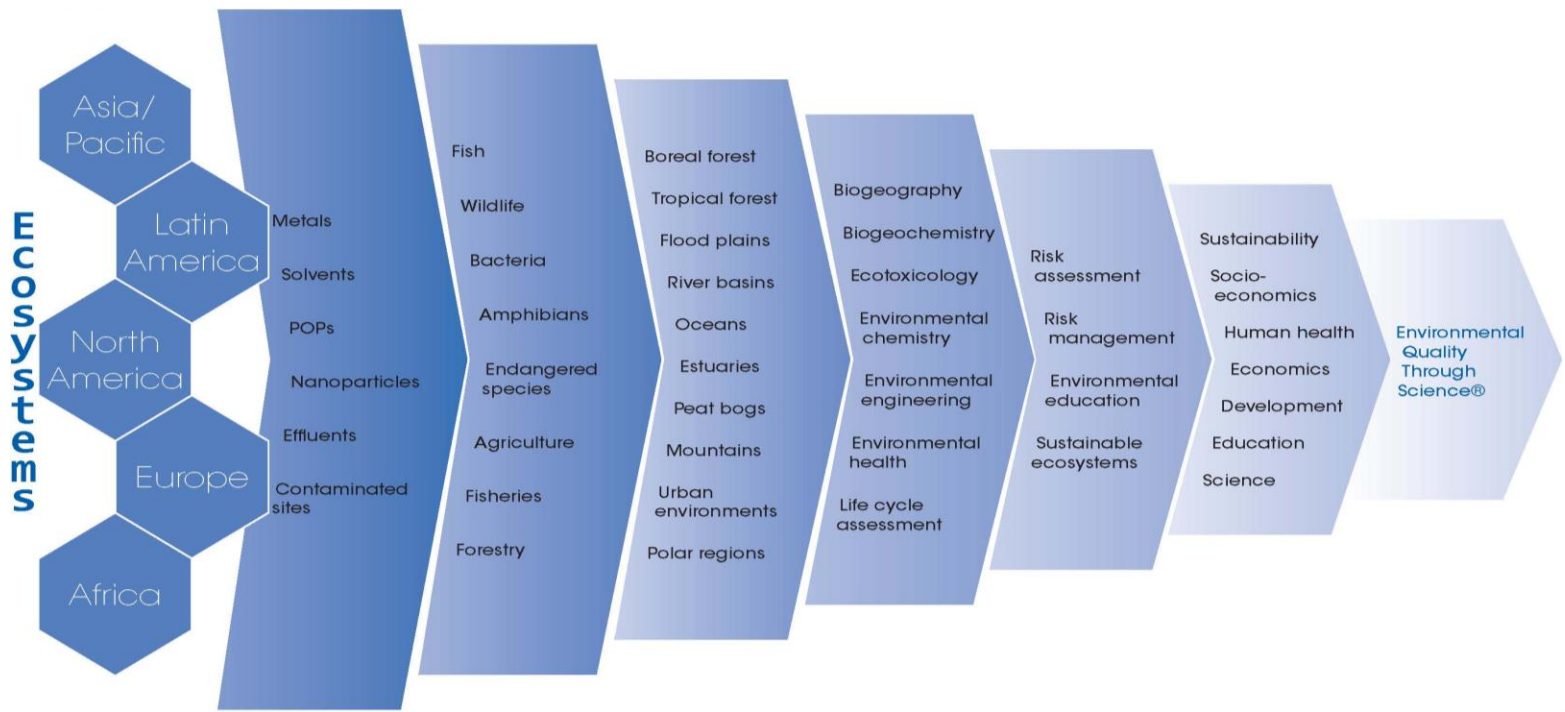 Ecosystems
Asia/
Pacific
Latin
America
North
America
Europe
Africa
Metals
Solvents
POPs
Nanoparticles
Effluents
Contaminated
sites
Fish
Wildlife
Bacteria
Amphibians
Endangered
species
Agriculture
Fisheries
Forestry
Boreal forest
Tropical forest
Flood plains
River basins
Oceans
Estuaries
Peat bogs
Mountains
Urban
environments
Polar regions
Biogeography
Biogeochemistry
Ecotoxicology
Environmental
chemistry
Environmental
engineering
Environmental
health
Life cycle
assessment
Risk
assessment
Risk
management
Environmental
education
Sustainable
ecosystems
Sustainability
Socio-
economics
Human health
Economics
Development
Education
Science
Environmental
Quality
Through
Science®